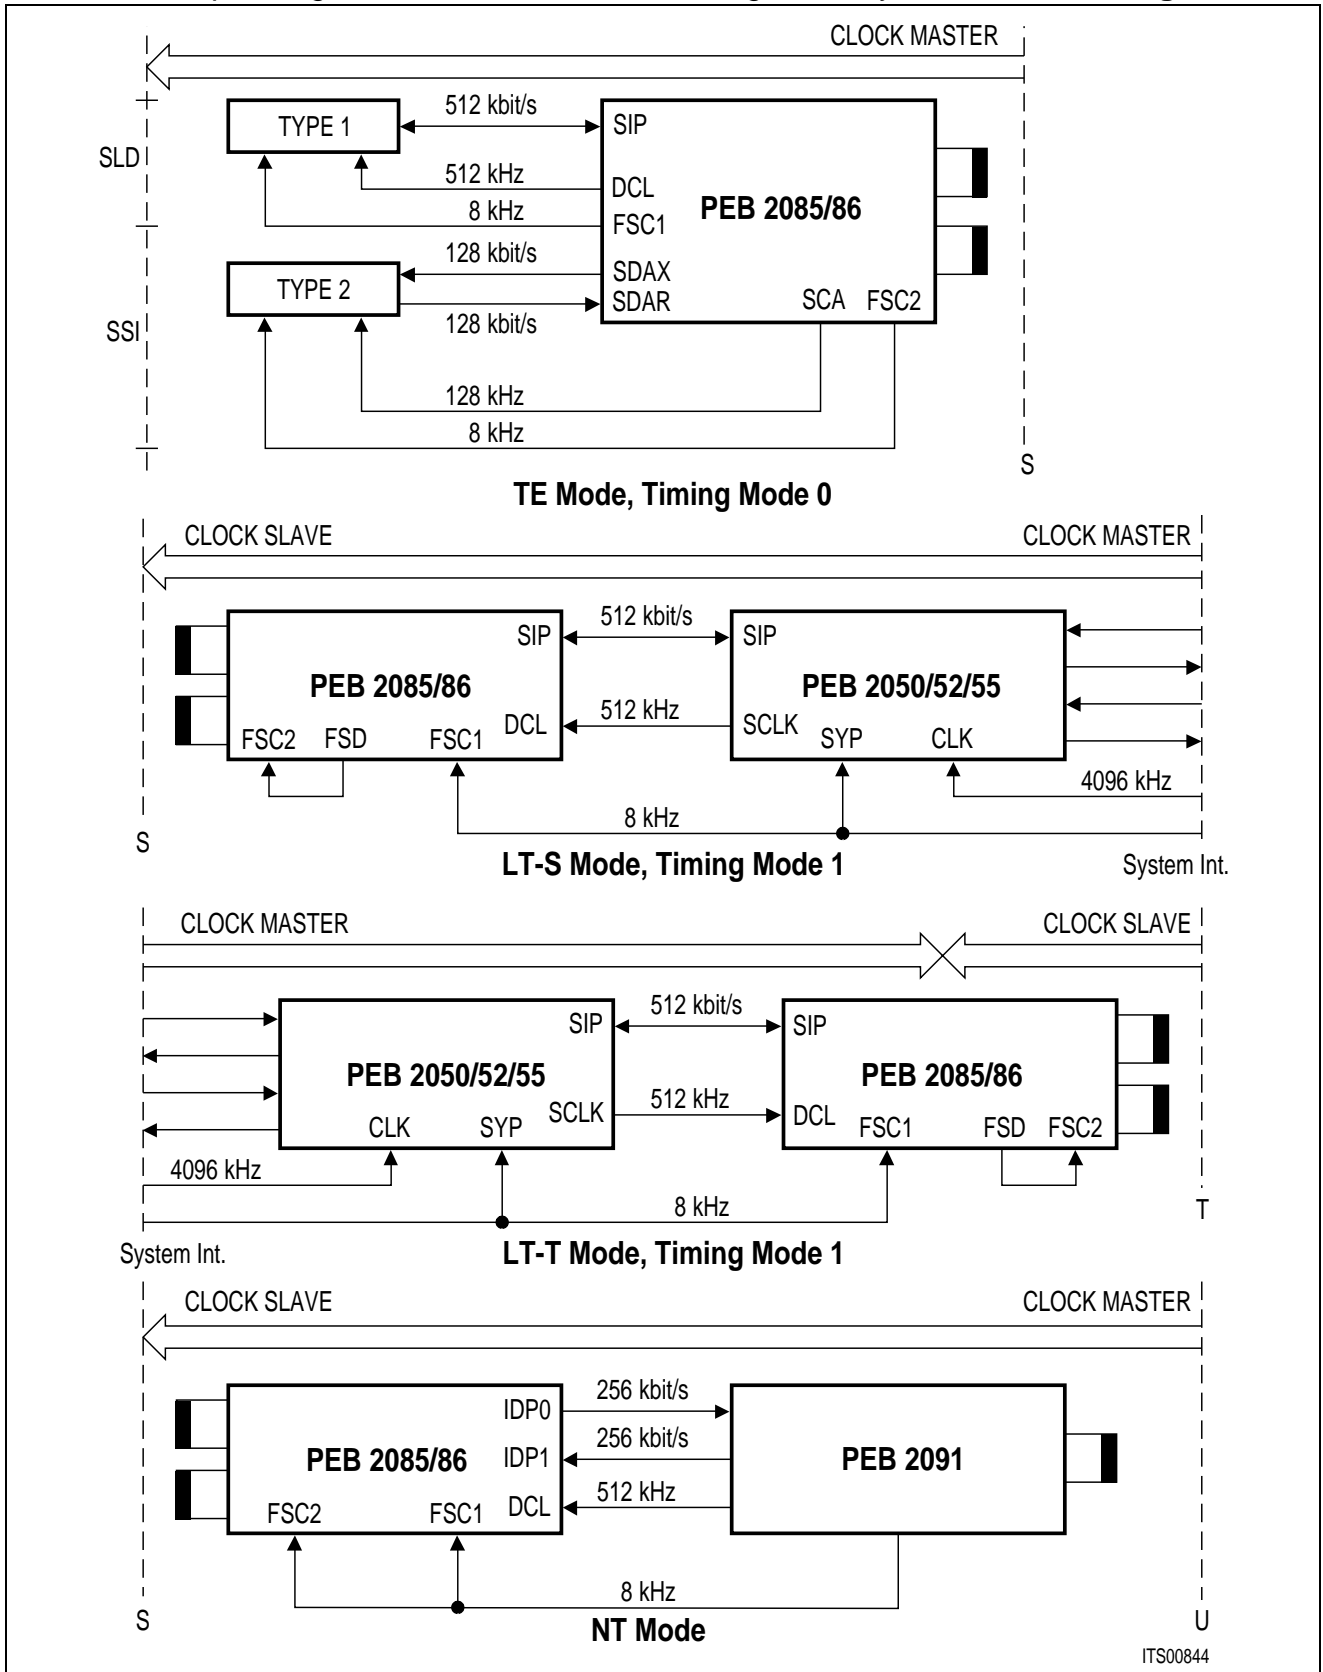 CLOCK MASTER
512 kbit/s
TYPE 1
SIP
SLD
512 kHz
DCL
PEB 2085/86
8 kHz
FSC1
128 kbit/s
SDAX
TYPE 2
SDAR
SCA
FSC2
SSI
128 kbit/s
128 kHz
8 kHz
S
TE Mode, Timing Mode 0
CLOCK SLAVE
CLOCK MASTER
512 kbit/s
SIP
SIP
PEB 2085/86
PEB 2050/52/55
512 kHz
DCL
SCLK
FSC2
FSD
FSC1
SYP
CLK
4096 kHz
8 kHz
S
LT-S Mode, Timing Mode 1
System Int.
CLOCK MASTER
CLOCK SLAVE
512 kbit/s
SIP
SIP
PEB 2050/52/55
PEB 2085/86
512 kHz
SCLK
DCL
CLK
SYP
FSC1
FSD
FSC2
4096 kHz
8 kHz
T
System Int.
LT-T Mode, Timing Mode 1
CLOCK SLAVE
CLOCK MASTER
256 kbit/s
IDP0
256 kbit/s
PEB 2085/86
IDP1
PEB 2091
512 kHz
DCL
FSC2
FSC1
8 kHz
S
NT Mode
U
ITS00844